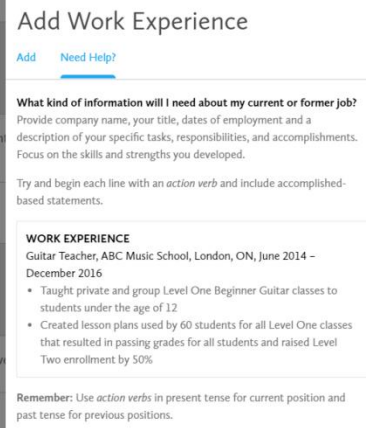 Add Work Experience
Add Need Help?
What kind of information will I need about my current or former job?
Provide company name, your title, dates of employment and a
description of your specific tasks, responsibilities, and accomplishments.
Focus on the skills and strengths you developed.
Try and begin each line with an action verb and include accomplished-
based statements.
WORK EXPERIENCE
Guitar Teacher, ABC Music School, London, ON, June 2014 –
December 2016
▪ Taught private and group Level One Beginner Guitar classes to
students under the age of 12
▪ Created lesson plans used by 60 students for all Level One classes
that resulted in passing grades for all students and raised Level
Two enrollment by 50%
Remember: Use action verbs in present tense for current position and
past tense for previous positions.